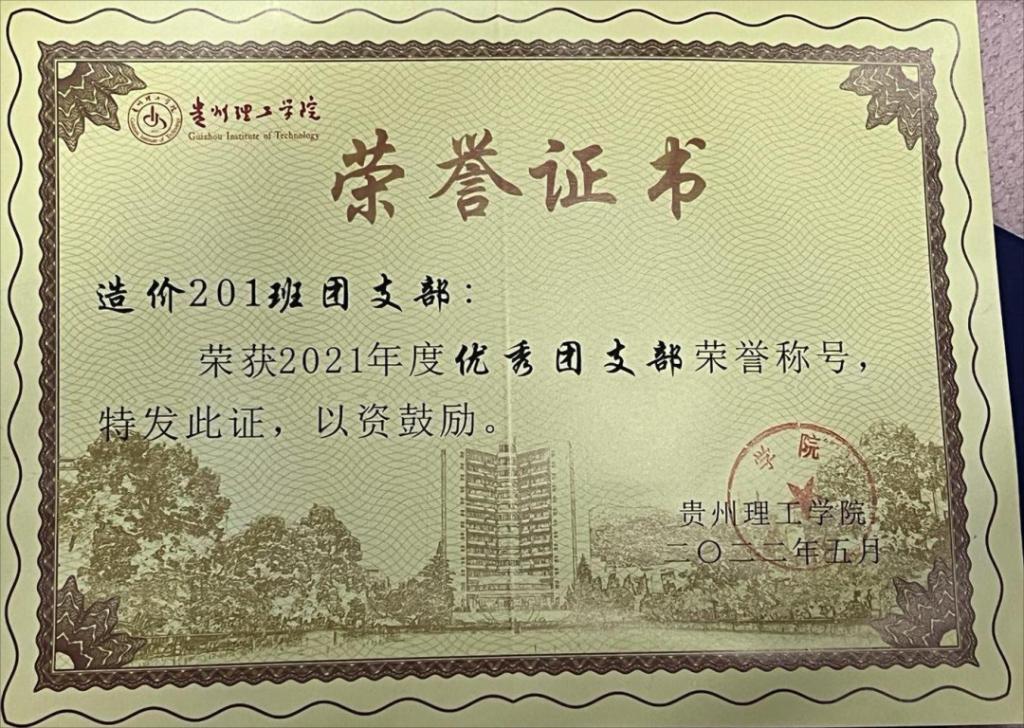 贵州理工学院
Guizhou Institute of Technology
荣誉证书
造价201班团支部：
荣获2021年度优秀团支部荣誉称号，
特发此证，以资鼓励。
学院
贵州理工学院
二〇二二年五月